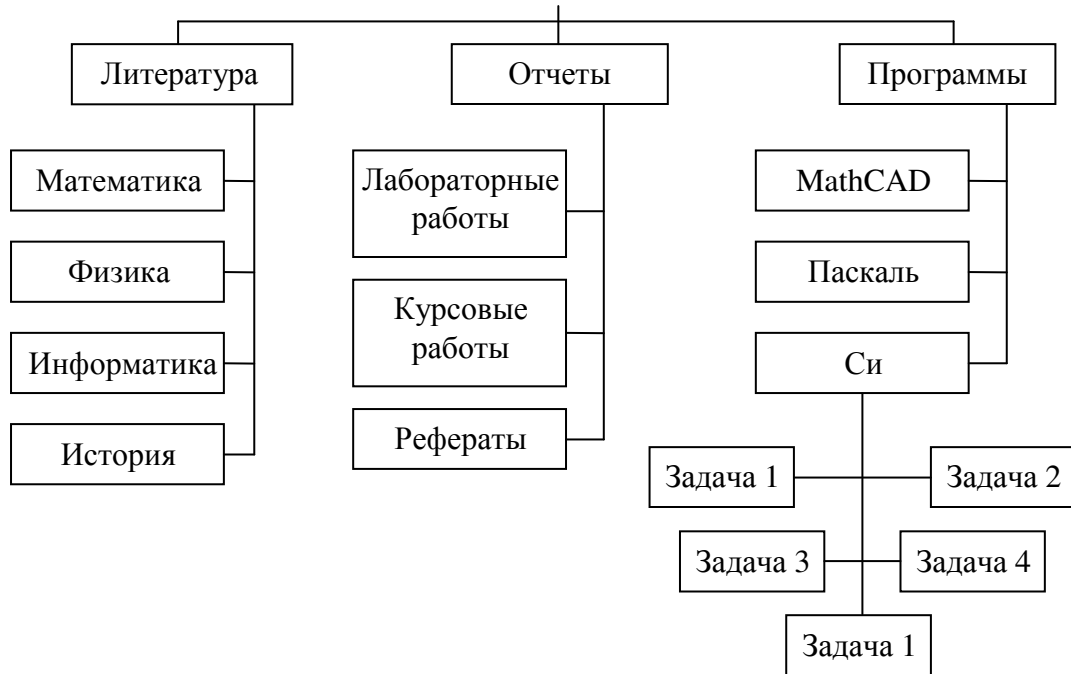 Литература
Отчеты
Программы
Математика
Физика
Информатика
История
Лабораторные
работы
Курсовые
работы
Рефераты
MathCAD
Паскаль
Си
Задача 1
Задача 2
Задача 3
Задача 4
Задача 1